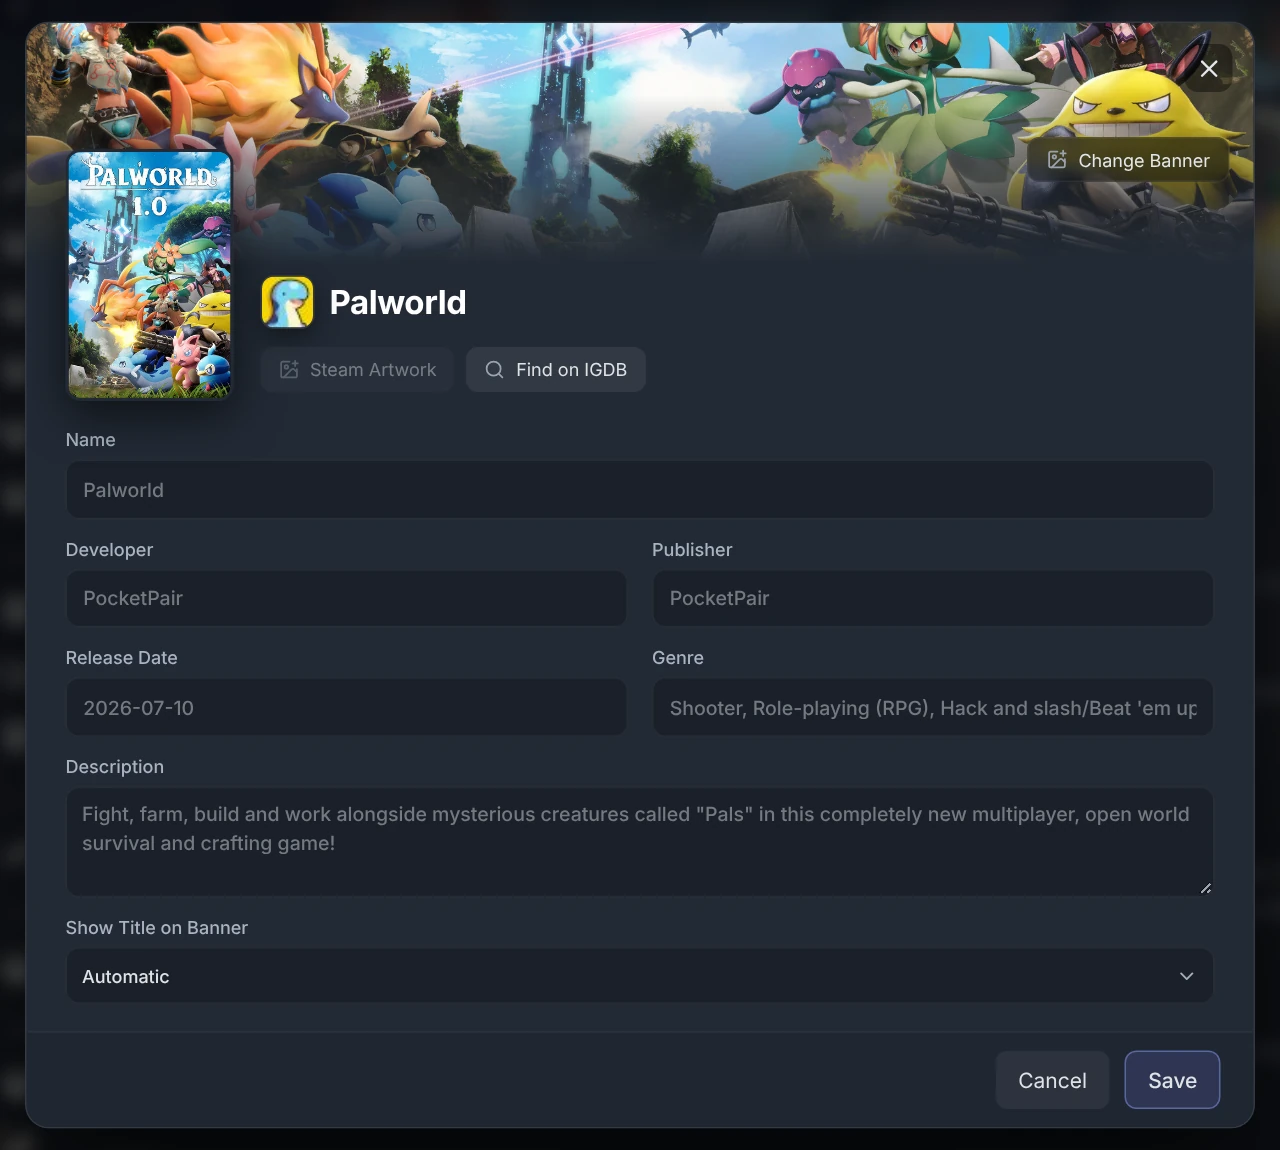 Change Banner
PALWORLD
1.0
Palworld
Steam Artwork
Find on IGDB
Name
Palworld
Developer
Publisher
PocketPair
PocketPair
Release Date
Genre
2026-07-10
Shooter, Role-playing (RPG), Hack and slash/Beat 'em up
Description
Fight, farm, build and work alongside mysterious creatures called "Pals" in this completely new multiplayer, open world
survival and crafting game!
Show Title on Banner
Automatic
Cancel
Save